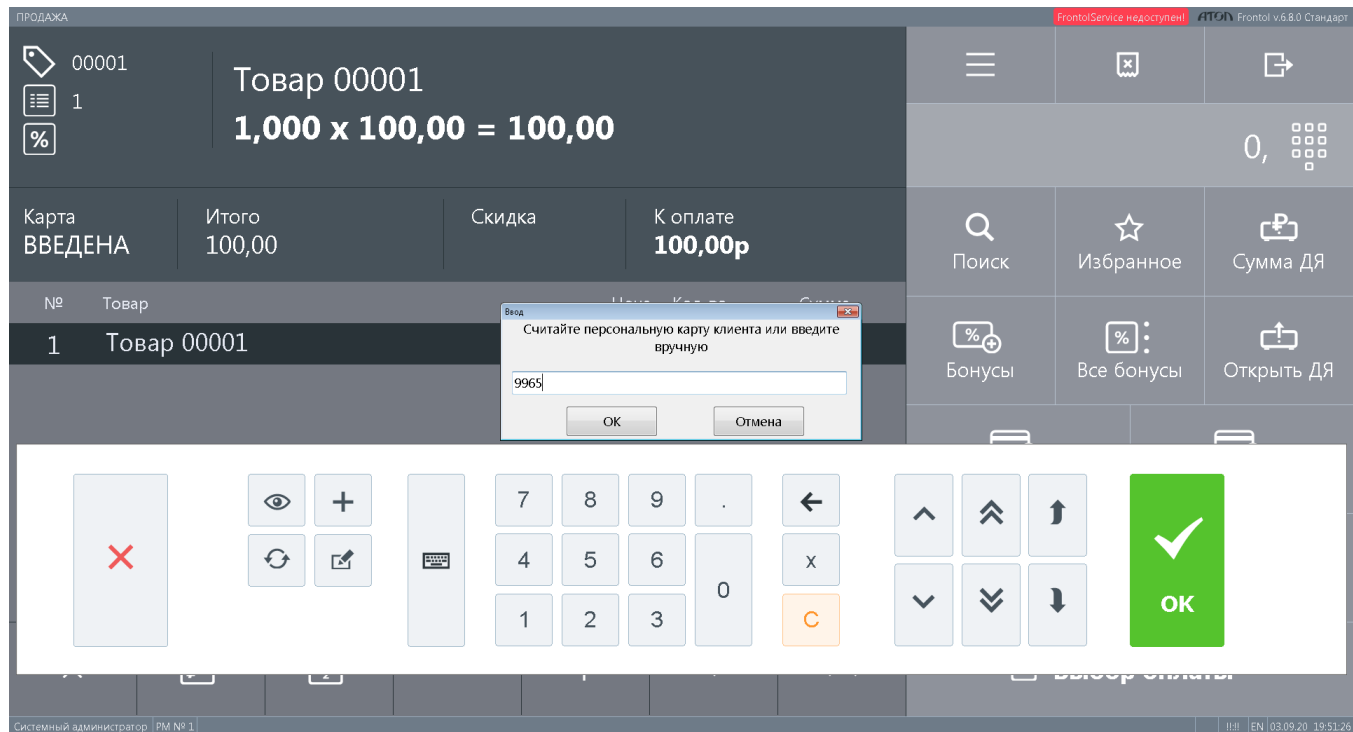 ПРОДАЖА
FrontolService недоступен!
ATOL Frontol v.6.8.0 Стандарт
00001
1
%
Товар 00001
1,000 x 100,00 = 100,00
0,
Карта
ВВЕДЕНА
Итого
100,00
Скидка
К оплате
100,00р
Поиск
Избранное
Сумма ДЯ
№ Товар
1 Товар 00001
Бонусы
Все бонусы
Открыть ДЯ
Ввод
Считайте персональную карту клиента или введите
вручную
9965
ОК
Отмена
7 8 9 .
4 5 6 x
0
1 2 3 C
ОК
Системный администратор РМ № 1
EN 03.09.20 19:51:26